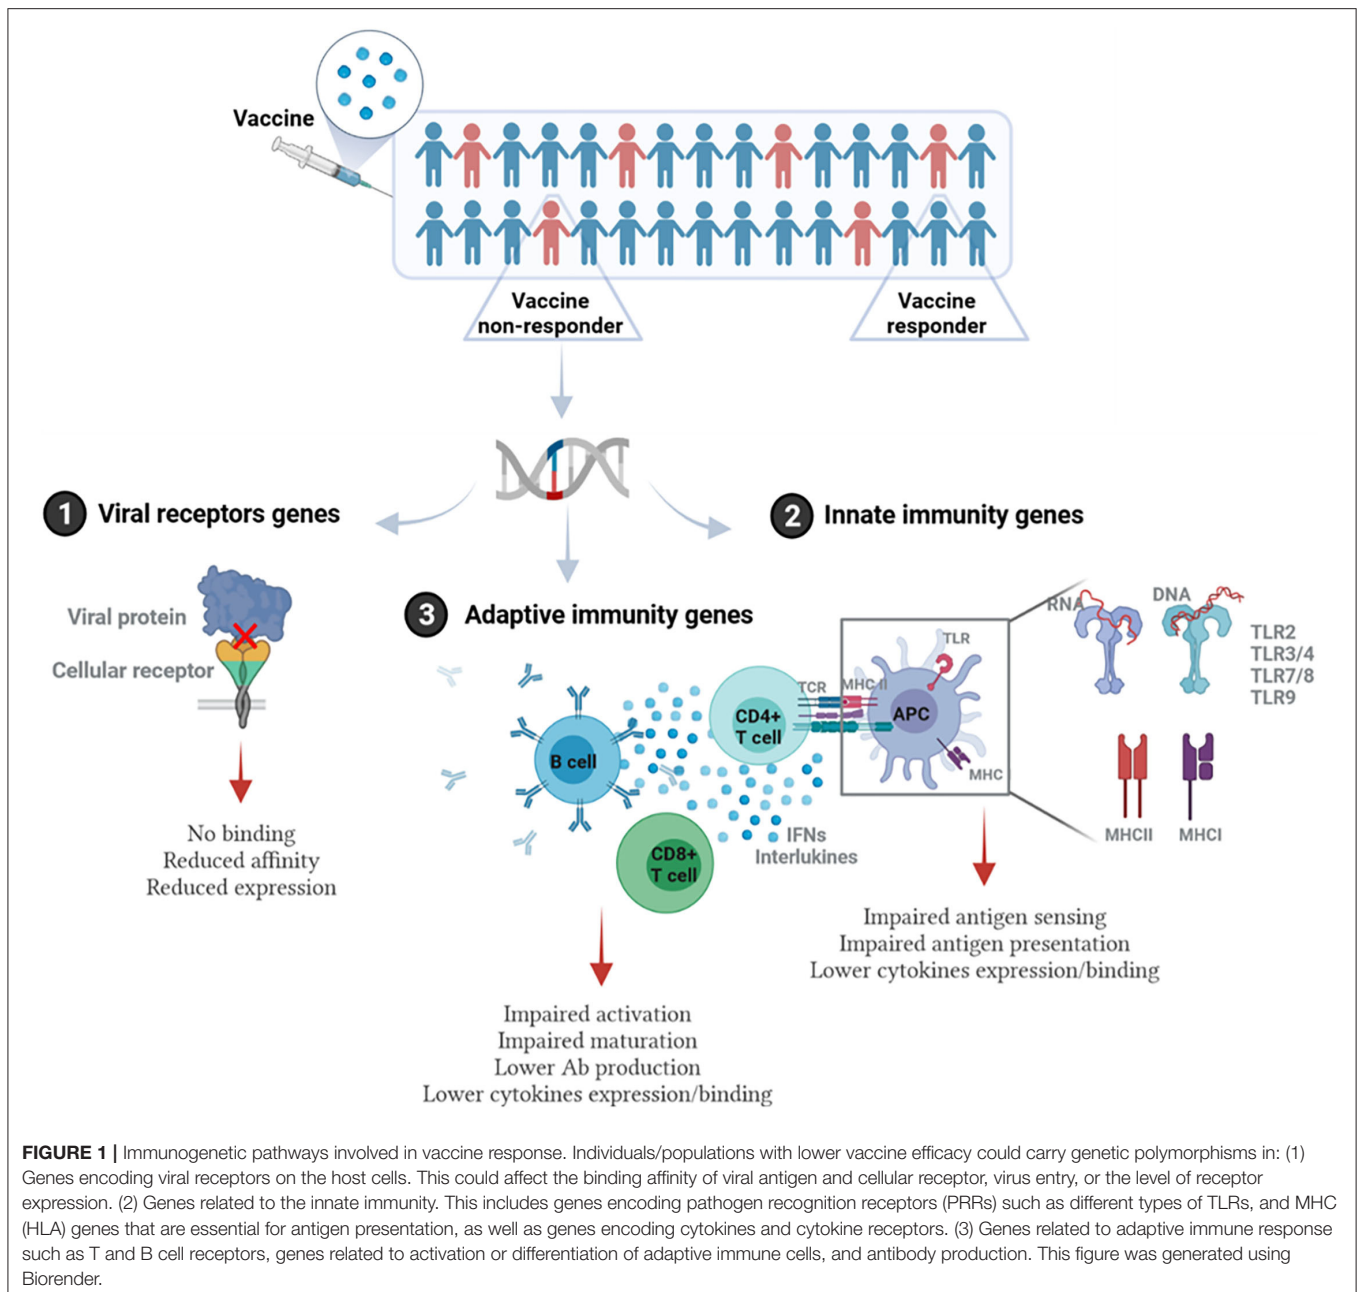 Vaccine
Vaccine
non-responder
Vaccine
responder
1 Viral receptors genes
2 Innate immunity genes
3 Adaptive immunity genes
Viral protein
Cellular receptor
No binding
Reduced affinity
Reduced expression
B cell
CD4+
T cell
CD8+
T cell
TCR
MHC II
TLR
APC
MHC
IFNs
Interlukines
RNA
DNA
TLR2
TLR3/4
TLR7/8
TLR9
MHCII
MHCI
Impaired antigen sensing
Impaired antigen presentation
Lower cytokines expression/binding
Impaired activation
Impaired maturation
Lower Ab production
Lower cytokines expression/binding
FIGURE 1 | Immunogenetic pathways involved in vaccine response. Individuals/populations with lower vaccine efficacy could carry genetic polymorphisms in: (1)
Genes encoding viral receptors on the host cells. This could affect the binding affinity of viral antigen and cellular receptor, virus entry, or the level of receptor
expression. (2) Genes related to the innate immunity. This includes genes encoding pathogen recognition receptors (PRRs) such as different types of TLRs, and MHC
(HLA) genes that are essential for antigen presentation, as well as genes encoding cytokines and cytokine receptors. (3) Genes related to adaptive immune response
such as T and B cell receptors, genes related to activation or differentiation of adaptive immune cells, and antibody production. This figure was generated using
Biorender.